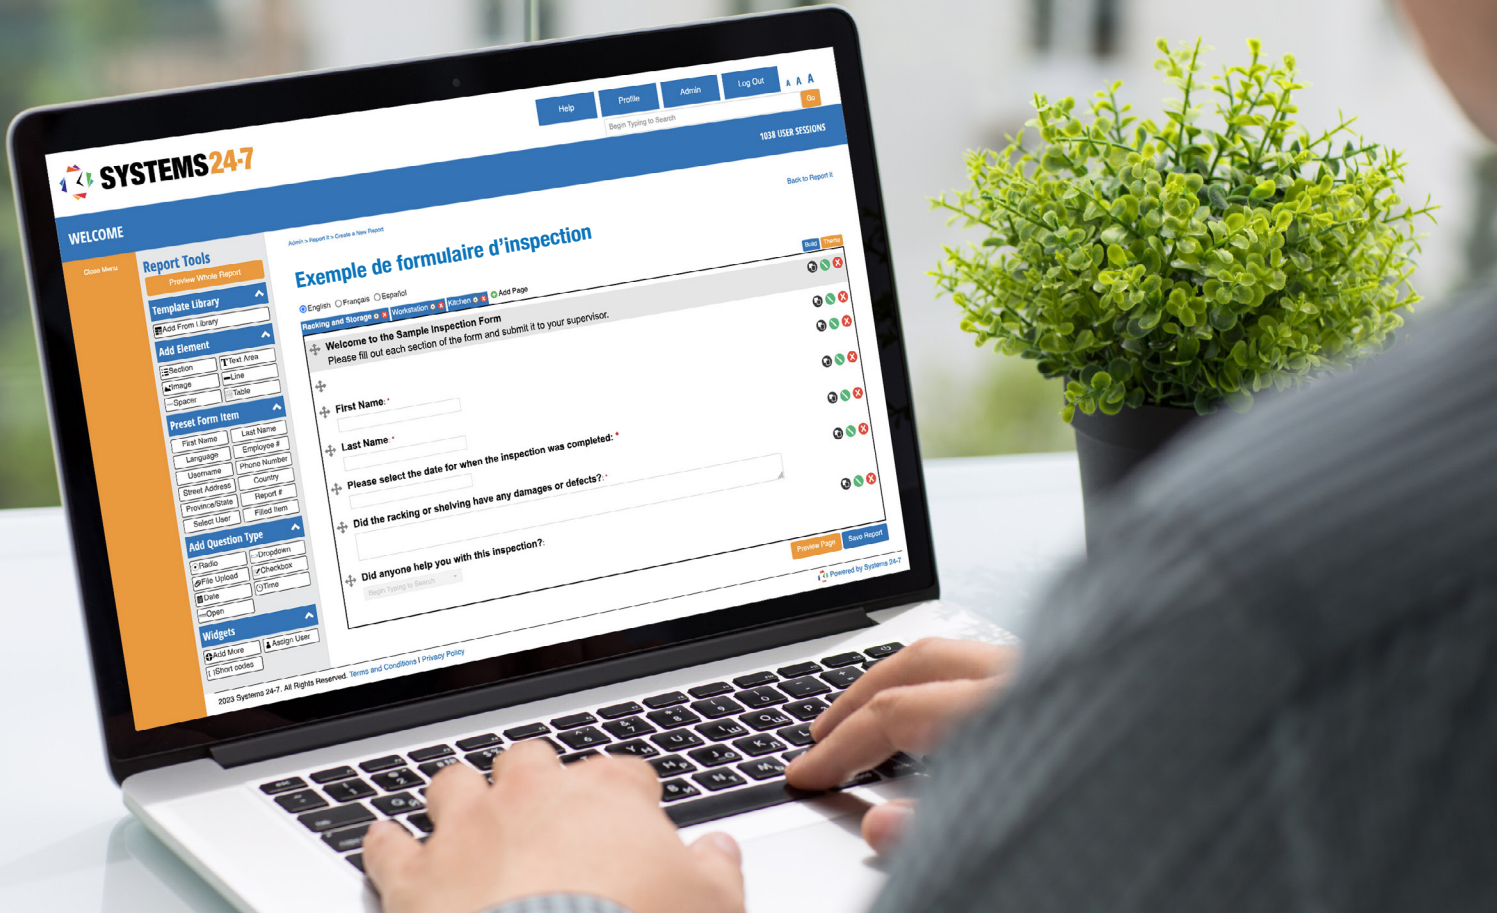 Help
Profile
Admin
Log Out
A A A
Begin Typing to Search
Go
SYSTEMS24-7
1038 USER SESSIONS
WELCOME
Back to Report It
Close Menu
Report Tools
Preview Whole Report
Template Library
Add From Library
Add Element
Section
Text Area
Image
Line
Spacer
Table
Preset Form Item
First Name
Last Name
Language
Employee #
Username
Phone Number
Street Address
Country
Province/State
Report #
Select User
Filled Item
Add Question Type
Radio
Dropdown
File Upload
Checkbox
Date
Time
Open
Widgets
Add More
Assign User
Short codes
Admin > Report It > Create a New Report
Exemple de formulaire d'inspection
Build Theme
English Français Español
Racking and Storage Workstation Kitchen Add Page
Welcome to the Sample Inspection Form
Please fill out each section of the form and submit it to your supervisor.
First Name:*
Last Name:*
Please select the date for when the inspection was completed: *
Did the racking or shelving have any damages or defects?:*
Did anyone help you with this inspection?:
Begin Typing to Search
Preview Page
Save Report
Powered by Systems 24-7
2023 Systems 24-7. All Rights Reserved. Terms and Conditions | Privacy Policy